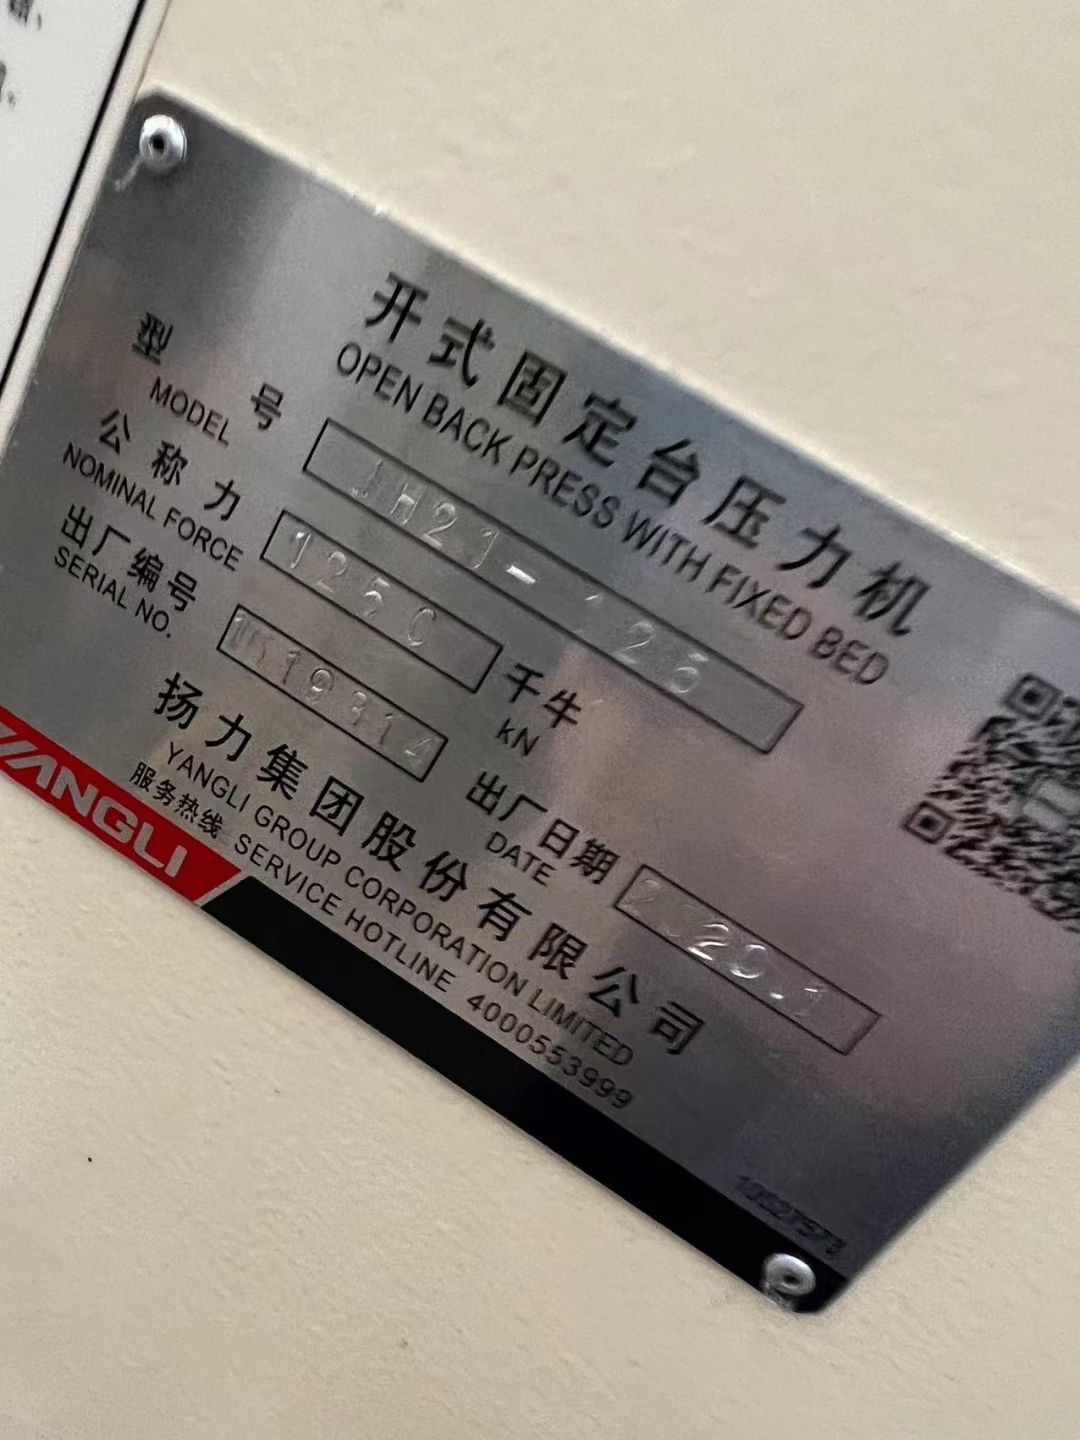 开式固定台压力机
OPEN BACK PRESS WITH FIXED BED
型号 JH21-125
MODEL
公称力 1250 千牛
NOMINAL FORCE kN
出厂编号 出厂日期 2020.1
SERIAL NO. DATE
扬力集团股份有限公司
YANGLI GROUP CORPORATION LIMITED
服务热线 SERVICE HOTLINE 4000553999
YANGLI